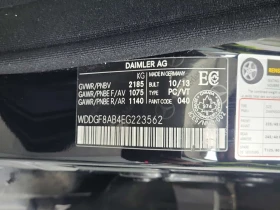 DAIMLER AG
KG MADE IN GERMANY
GVWR/PNBV 2185 BUILT 10/13
GAWR/PNBE F/AV 1075 TYPE PC/VT
GAWR/PNBE R/AR 1140 PAINT CODE 040
WDDGF8AB4EG223562
EC